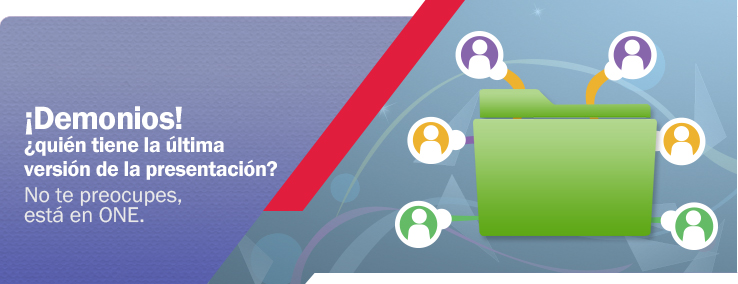 ¡Demonios!
¿quién tiene la última
versión de la presentación?
No te preocupes,
está en ONE.